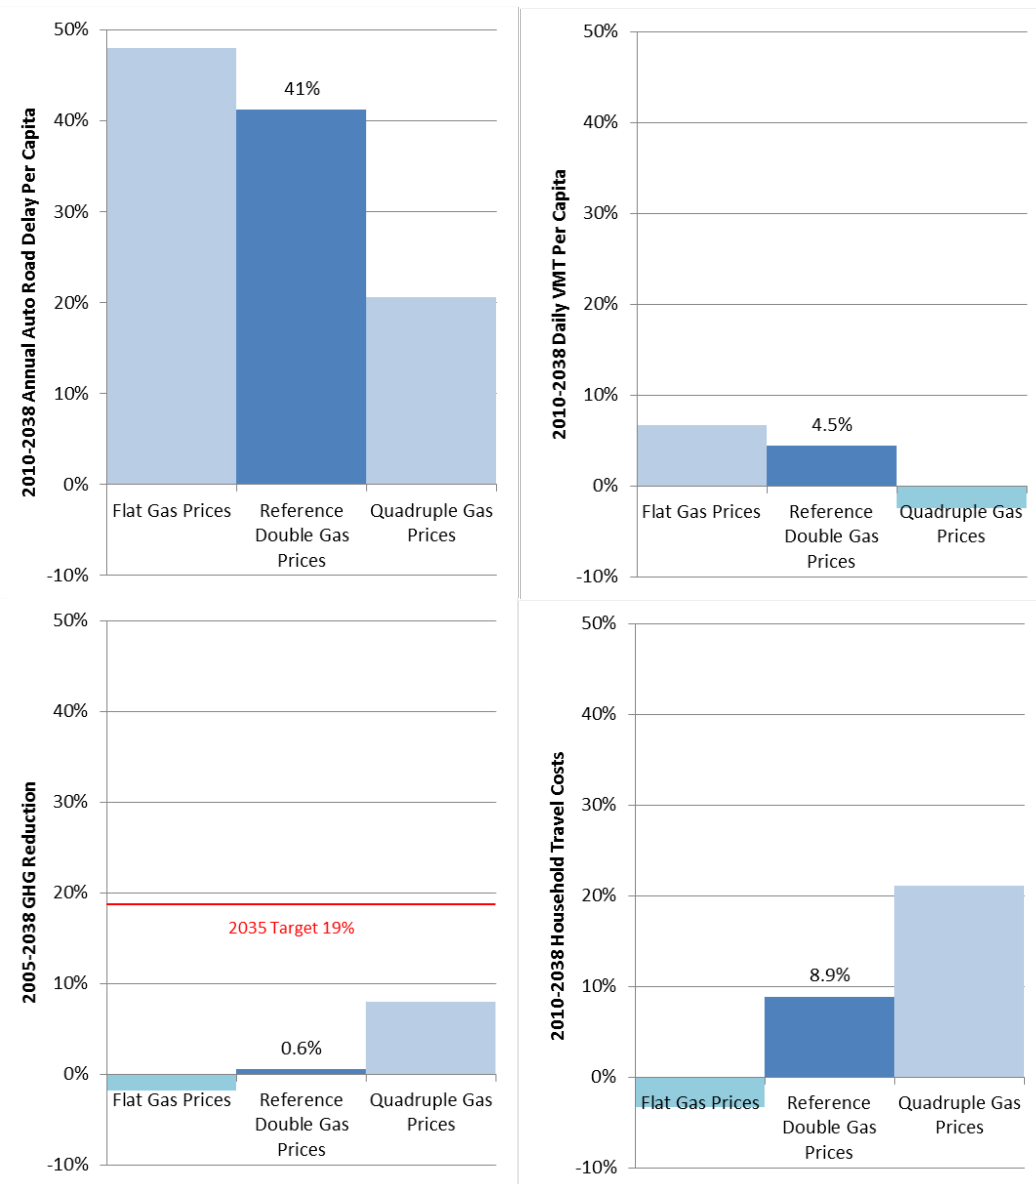 2010-2038 Annual Auto Road Delay Per Capita
50%
40%
30%
20%
10%
0%
-10%
41%
Flat Gas Prices
Reference
Double Gas
Prices
Quadruple Gas
Prices
2010-2038 Daily VMT Per Capita
50%
40%
30%
20%
10%
0%
-10%
4.5%
Flat Gas Prices
Reference
Double Gas
Prices
Quadruple Gas
Prices
2005-2038 GHG Reduction
50%
40%
30%
20%
10%
0%
-10%
2035 Target 19%
0.6%
Flat Gas Prices
Reference
Double Gas
Prices
Quadruple Gas
Prices
2010-2038 Household Travel Costs
50%
40%
30%
20%
10%
0%
-10%
8.9%
Flat Gas Prices
Reference
Double Gas
Prices
Quadruple Gas
Prices